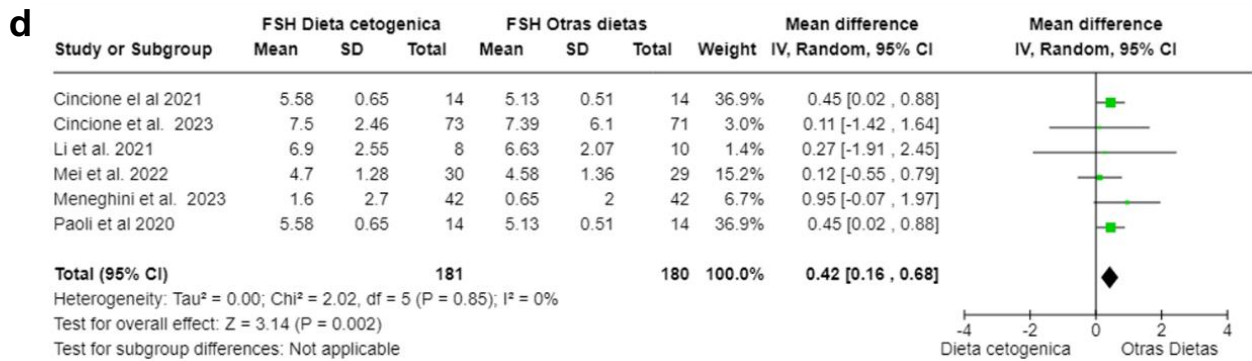 d
FSH Dieta cetogenica FSH Otras dietas Mean difference Mean difference
Study or Subgroup Mean SD Total Mean SD Total Weight IV, Random, 95% CI IV, Random, 95% CI
Cincione el al 2021 5.58 0.65 14 5.13 0.51 14 36.9% 0.45 [0.02 , 0.88]
Cincione et al. 2023 7.5 2.46 73 7.39 6.1 71 3.0% 0.11 [-1.42 , 1.64]
Li et al. 2021 6.9 2.55 8 6.63 2.07 10 1.4% 0.27 [-1.91 , 2.45]
Mei et al. 2022 4.7 1.28 30 4.58 1.36 29 15.2% 0.12 [-0.55 , 0.79]
Meneghini et al. 2023 1.6 2.7 42 0.65 2 42 6.7% 0.95 [-0.07 , 1.97]
Paoli et al 2020 5.58 0.65 14 5.13 0.51 14 36.9% 0.45 [0.02 , 0.88]
Total (95% CI) 181 180 100.0% 0.42 [0.16 , 0.68]
Heterogeneity: Tau² = 0.00; Chi² = 2.02, df = 5 (P = 0.85); I² = 0%
Test for overall effect: Z = 3.14 (P = 0.002)
Test for subgroup differences: Not applicable
-4 -2 0 2 4
Dieta cetogenica Otras Dietas